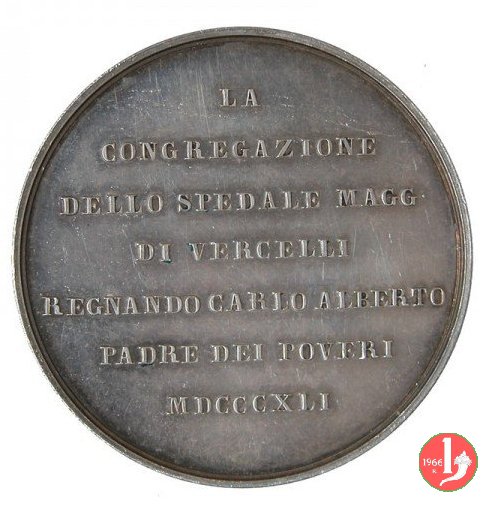 LA
CONGREGAZIONE
DELLO SPEDALE MAGG.
DI VERCELLI
REGNANDO CARLO ALBERTO
PADRE DEI POVERI
MDCCCXLI
1966